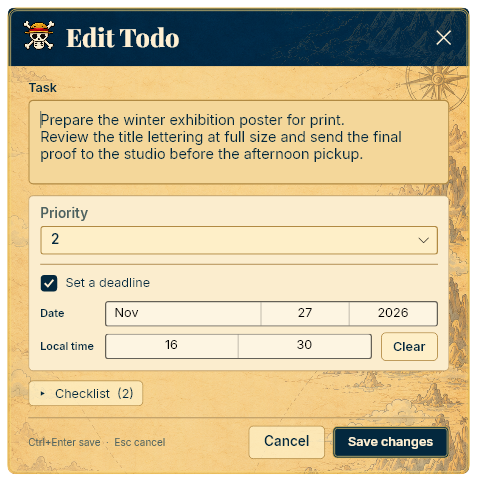 Edit Todo
Task
Prepare the winter exhibition poster for print.
Review the title lettering at full size and send the final
proof to the studio before the afternoon pickup.
Priority
2
Set a deadline
Date Nov 27 2026
Local time 16 30 Clear
Checklist (2)
Ctrl+Enter save · Esc cancel Cancel Save changes